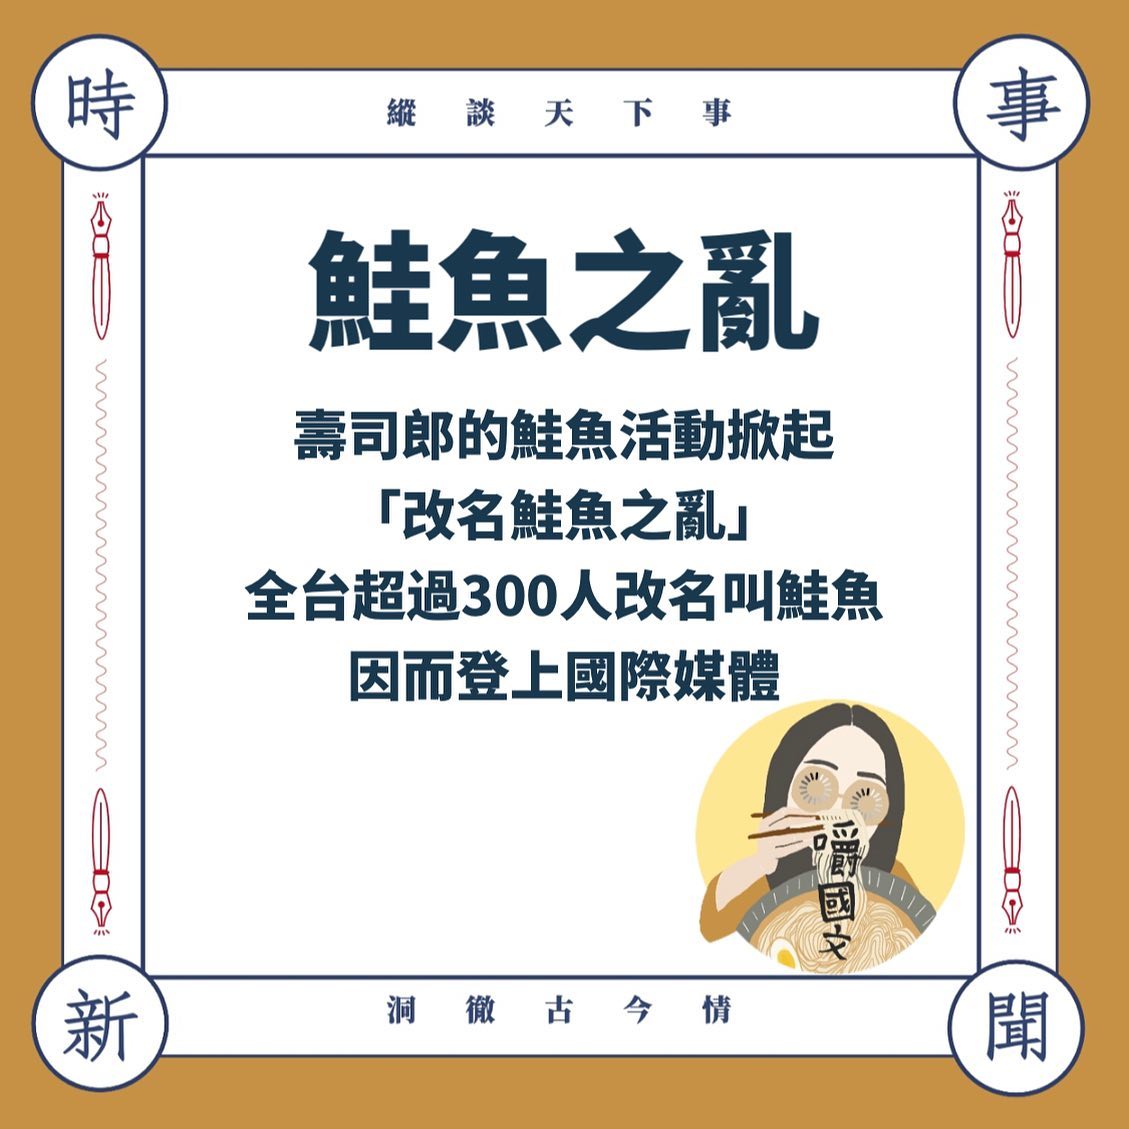 時
事
縱談天下事
鮭魚之亂
壽司郎的鮭魚活動掀起
「改名鮭魚之亂」
全台超過300人改名叫鮭魚
因而登上國際媒體
嚼國文
新
聞
洞徹古今情